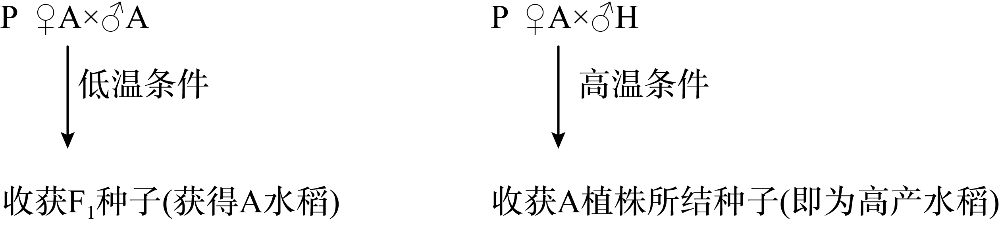 P ♀A×♂A
低温条件
收获F₁种子(获得A水稻)
P ♀A×♂H
高温条件
收获A植株所结种子(即为高产水稻)